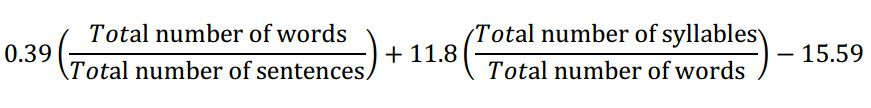 0.39 (Total number of words / Total number of sentences) + 11.8 (Total number of syllables / Total number of words) − 15.59